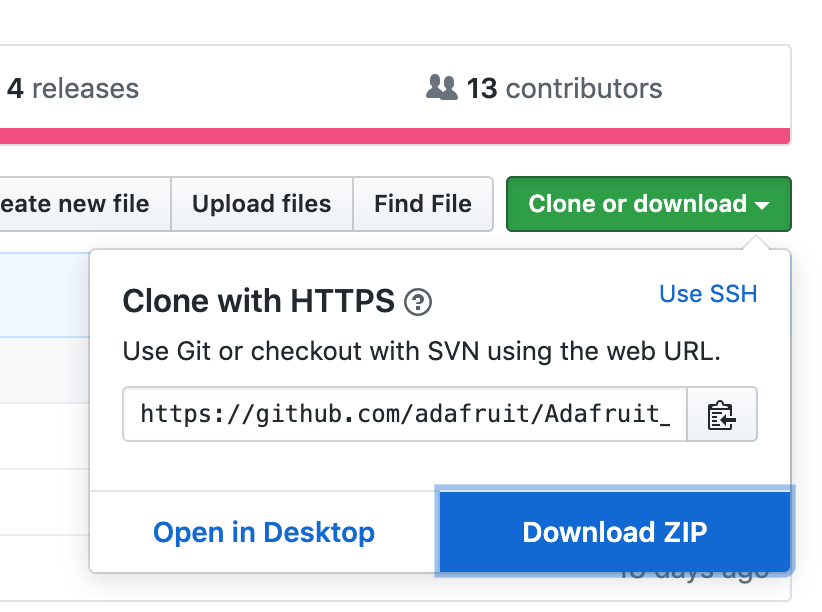 4 releases
13 contributors
eate new file
Upload files
Find File
Clone or download
Clone with HTTPS
Use SSH
Use Git or checkout with SVN using the web URL.
https://github.com/adafruit/Adafruit_
Open in Desktop
Download ZIP
days ago